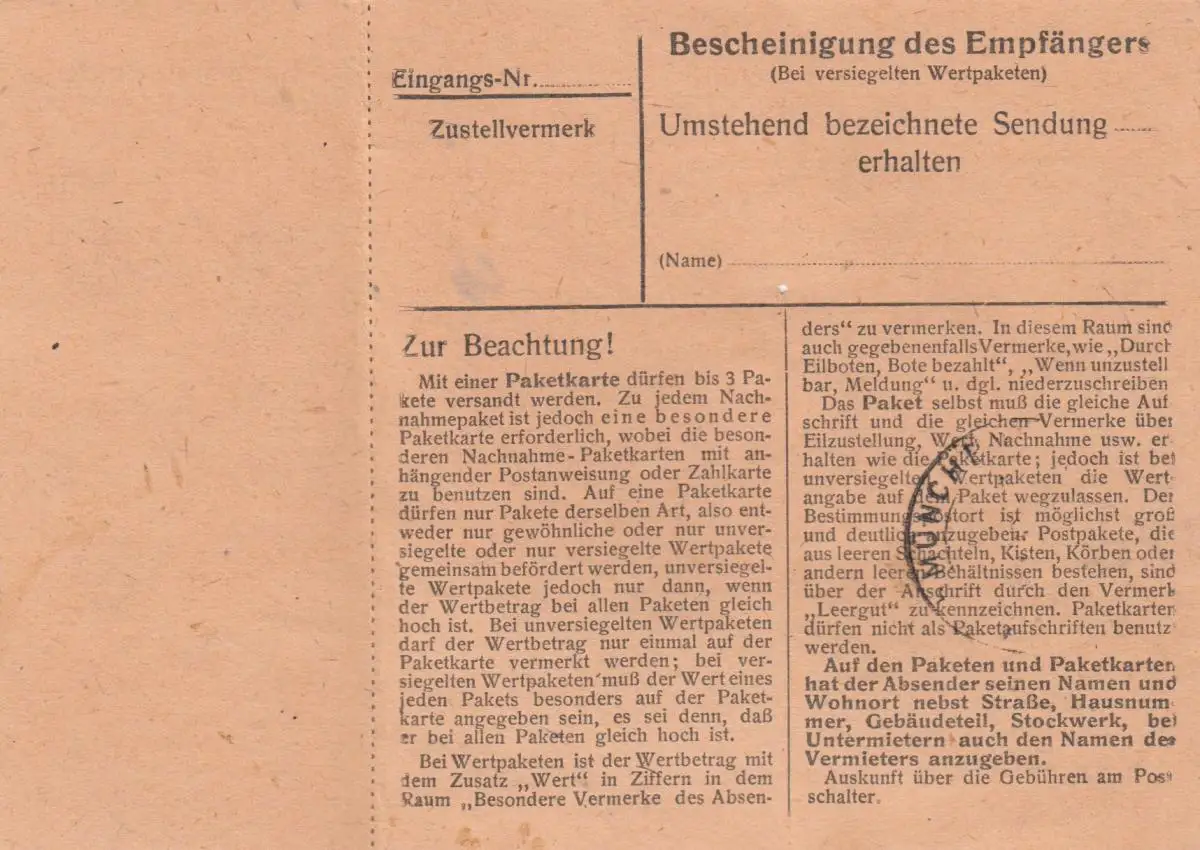 Eingangs-Nr.
Zustellvermerk
Bescheinigung des Empfängers
(Bei versiegelten Wertpaketen)
Umstehend bezeichnete Sendung
erhalten
(Name)
Zur Beachtung!
Mit einer Paketkarte dürfen bis 3 Pa-
kete versandt werden. Zu jedem Nach-
nahmepaket ist jedoch eine besondere
Paketkarte erforderlich, wobei die beson-
deren Nachnahme-Paketkarten mit an-
hängender Postanweisung oder Zahlkarte
zu benutzen sind. Auf eine Paketkarte
dürfen nur Pakete derselben Art, also ent-
weder nur gewöhnliche oder nur unver-
siegelte oder nur versiegelte Wertpakete
gemeinsam befördert werden, unversiegel-
te Wertpakete jedoch nur dann, wenn
der Wertbetrag bei allen Paketen gleich
hoch ist. Bei unversiegelten Wertpaketen
darf der Wertbetrag nur einmal auf der
Paketkarte vermerkt werden; bei ver-
siegelten Wertpaketen muß der Wert eines
jeden Pakets besonders auf der Paket-
karte angegeben sein, es sei denn, daß
er bei allen Paketen gleich hoch ist.
Bei Wertpaketen ist der Wertbetrag mit
dem Zusatz „Wert“ in Ziffern in dem
Raum „Besondere Vermerke des Absen-
ders“ zu vermerken. In diesem Raum sind
auch gegebenenfalls Vermerke, wie „Durch
Eilboten, Bote bezahlt“, „Wenn unzustell
bar, Meldung“ u. dgl. niederzuschreiben
Das Paket selbst muß die gleiche Auf
schrift und die gleichen Vermerke über
Eilzustellung, Wert, Nachnahme usw. er
halten wie die Paketkarte; jedoch ist bei
unversiegelten Wertpaketen die Wert-
angabe auf dem Paket wegzulassen. Der
Bestimmungspostort ist möglichst groß
und deutlich anzugeben. Postpakete, die
aus leeren Schachteln, Kisten, Körben oder
andern leeren Behältnissen bestehen, sind
über der Anschrift durch den Vermerk
„Leergut“ zu kennzeichnen. Paketkarten
dürfen nicht als Paketaufschriften benutz
werden.
Auf den Paketen und Paketkarten
hat der Absender seinen Namen und
Wohnort nebst Straße, Hausnum
mer, Gebäudeteil, Stockwerk, bei
Untermietern auch den Namen des
Vermieters anzugeben.
Auskunft über die Gebühren am Post
schalter.
MÜNCHE